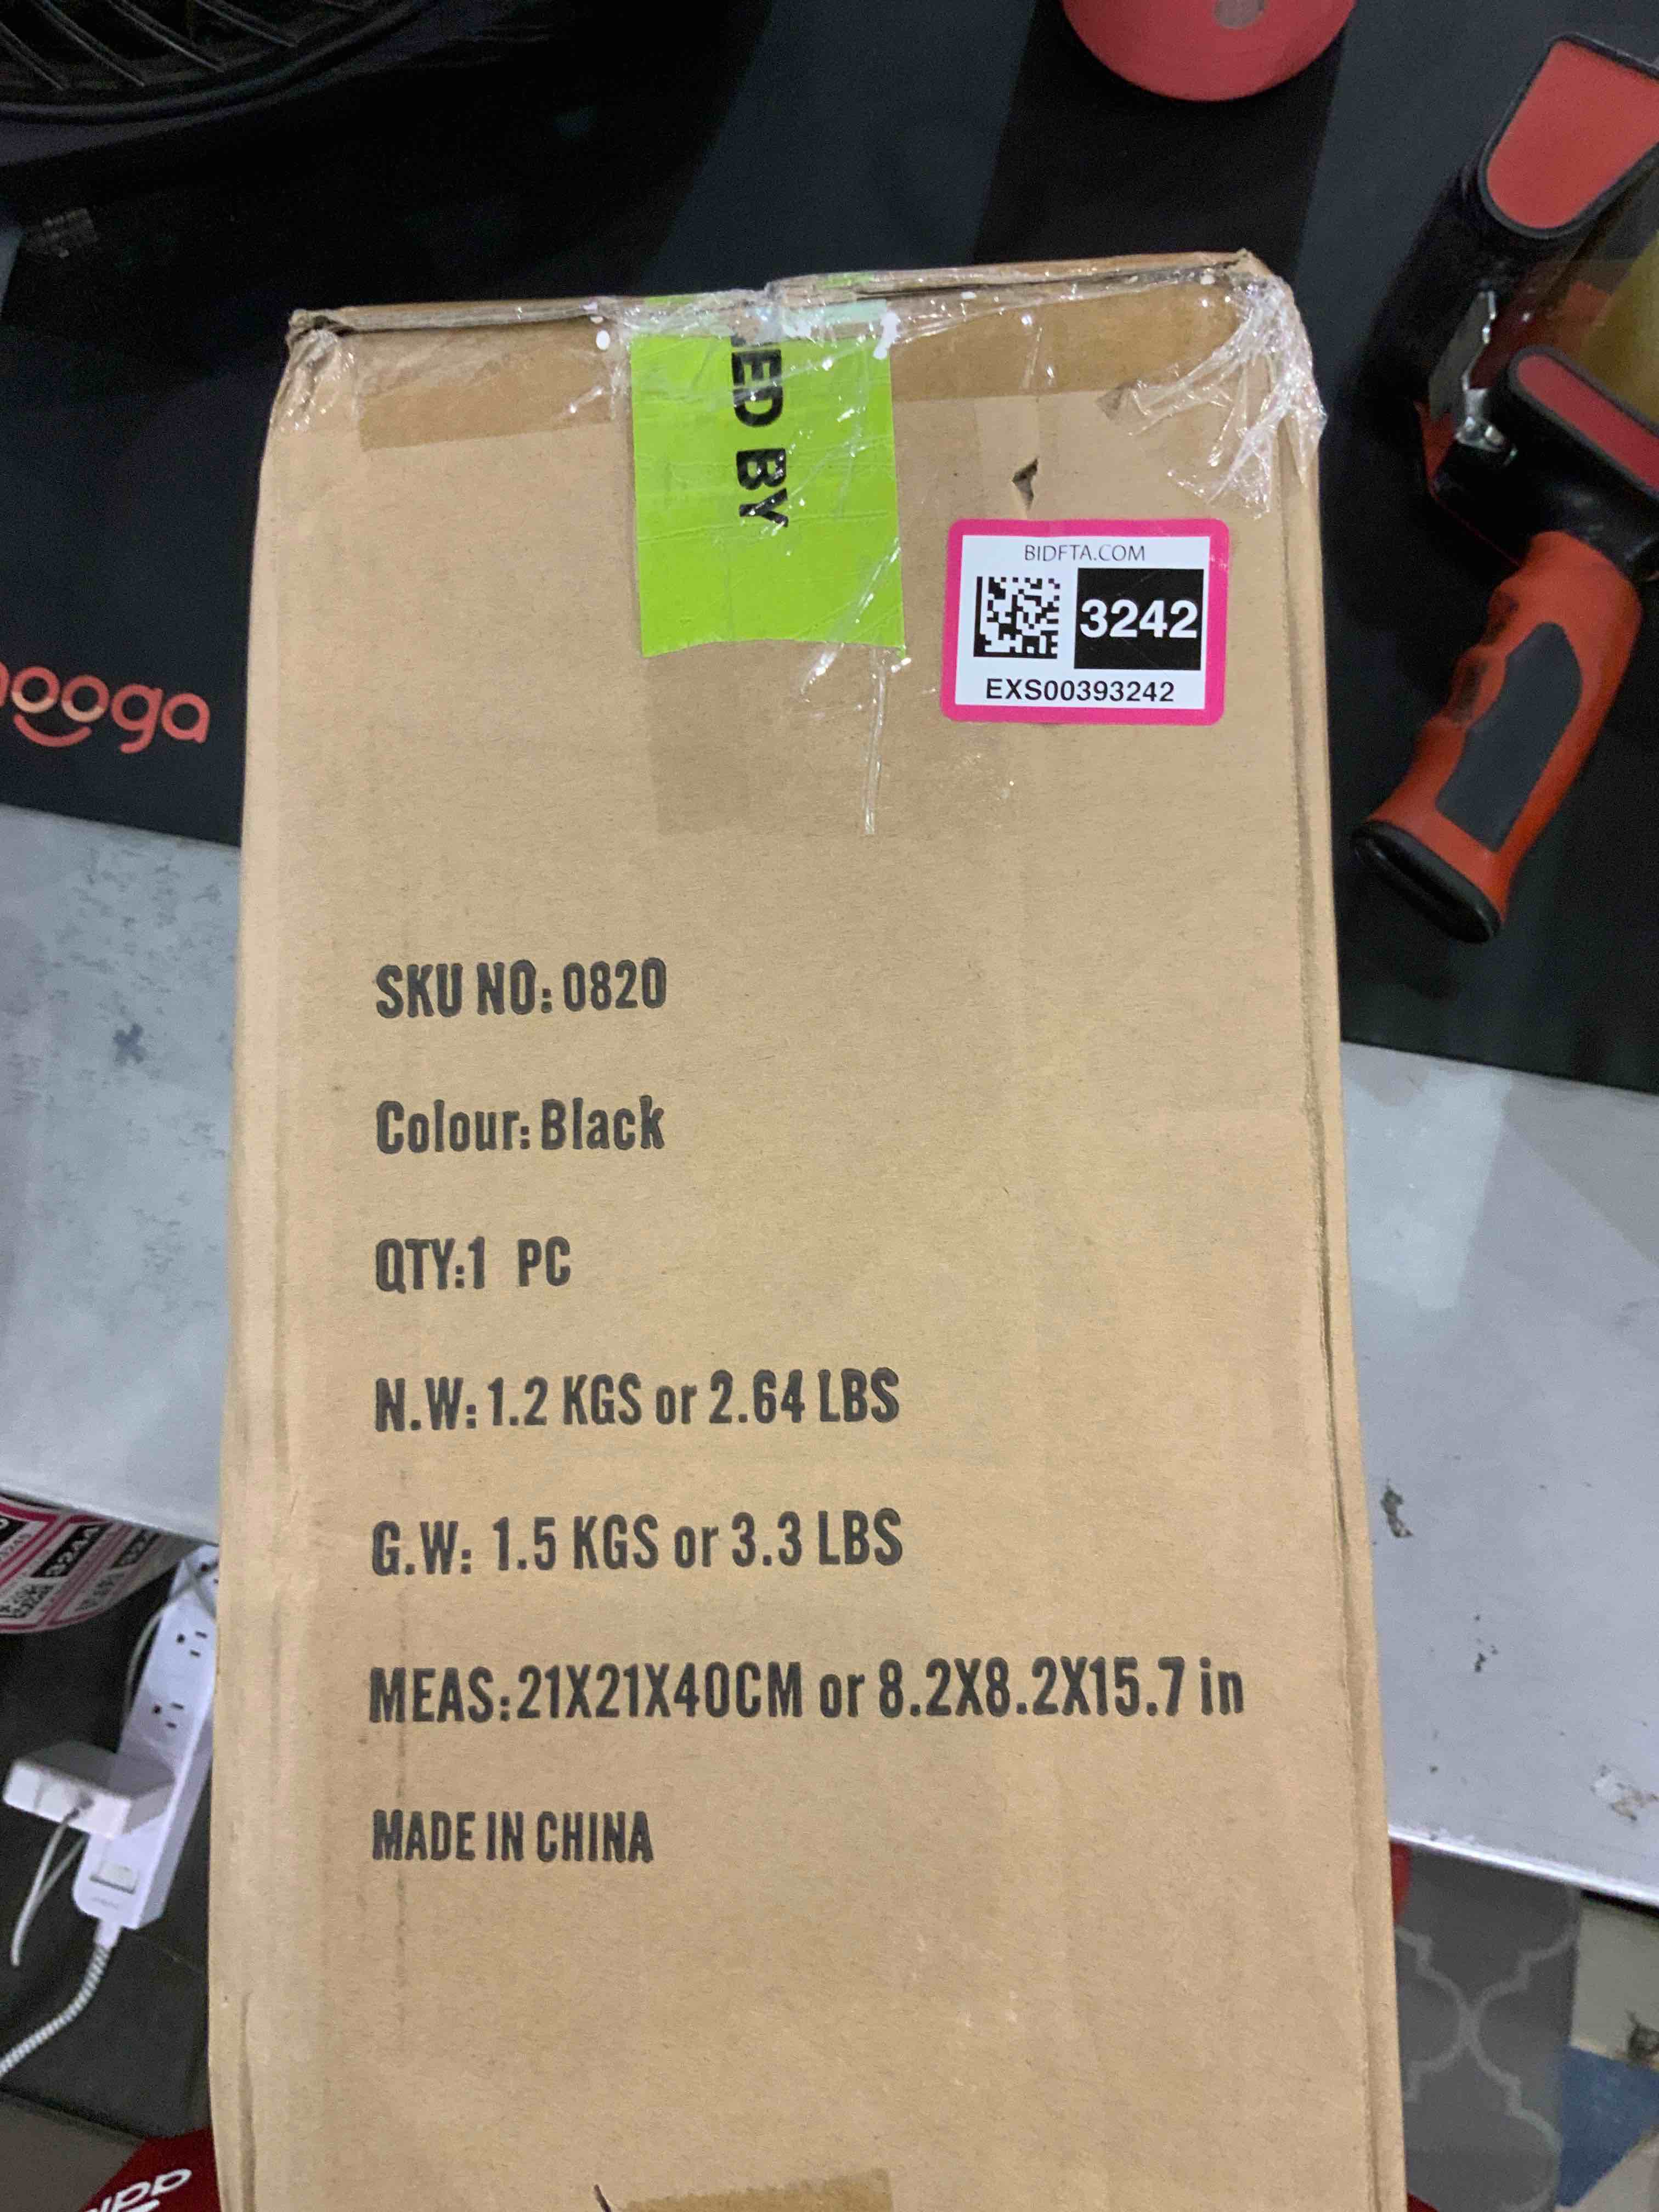 ED BY
BIDFTA.COM
3242
EXS00393242
ooga
SKU NO: 0820
Colour: Black
QTY:1 PC
N.W: 1.2 KGS or 2.64 LBS
G.W: 1.5 KGS or 3.3 LBS
MEAS: 21X21X40CM or 8.2X8.2X15.7 in
MADE IN CHINA
3241